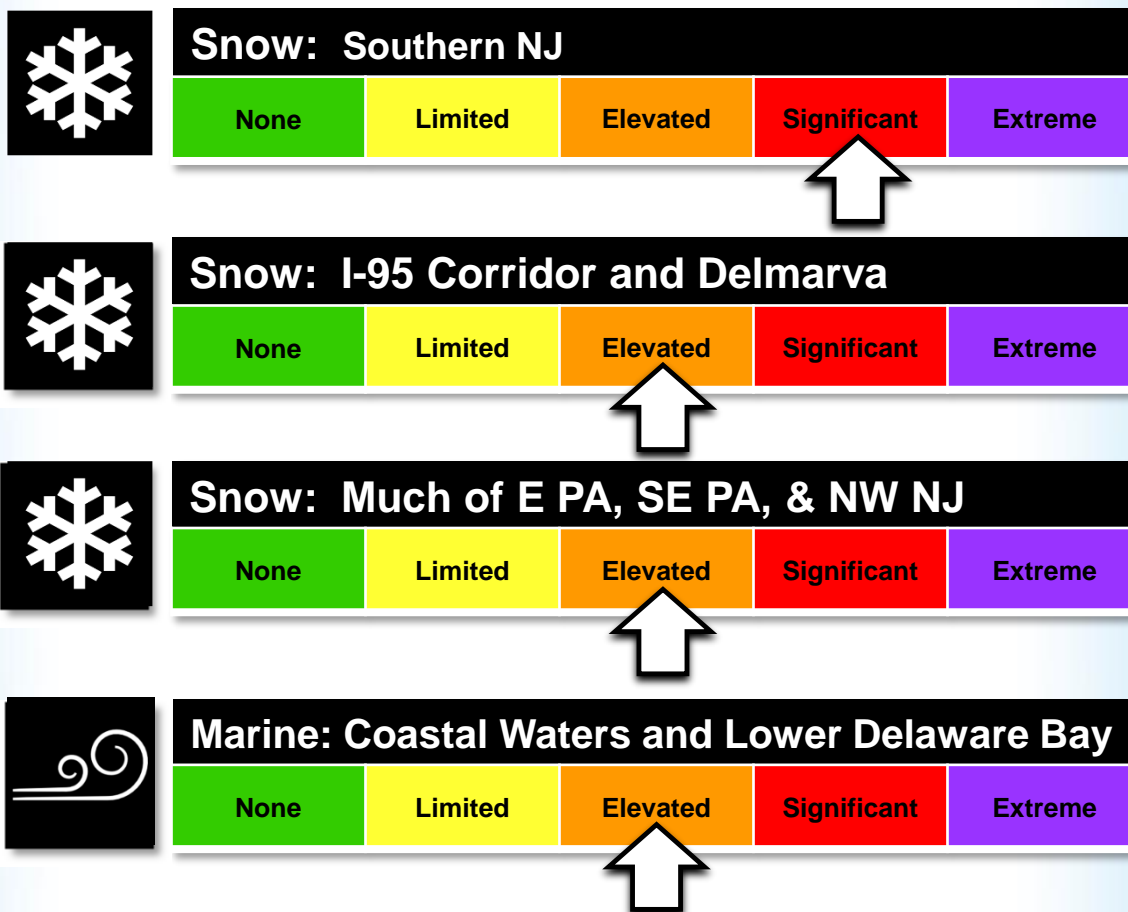 Snow: Southern NJ
None Limited Elevated Significant Extreme
Snow: I-95 Corridor and Delmarva
None Limited Elevated Significant Extreme
Snow: Much of E PA, SE PA, & NW NJ
None Limited Elevated Significant Extreme
Marine: Coastal Waters and Lower Delaware Bay
None Limited Elevated Significant Extreme